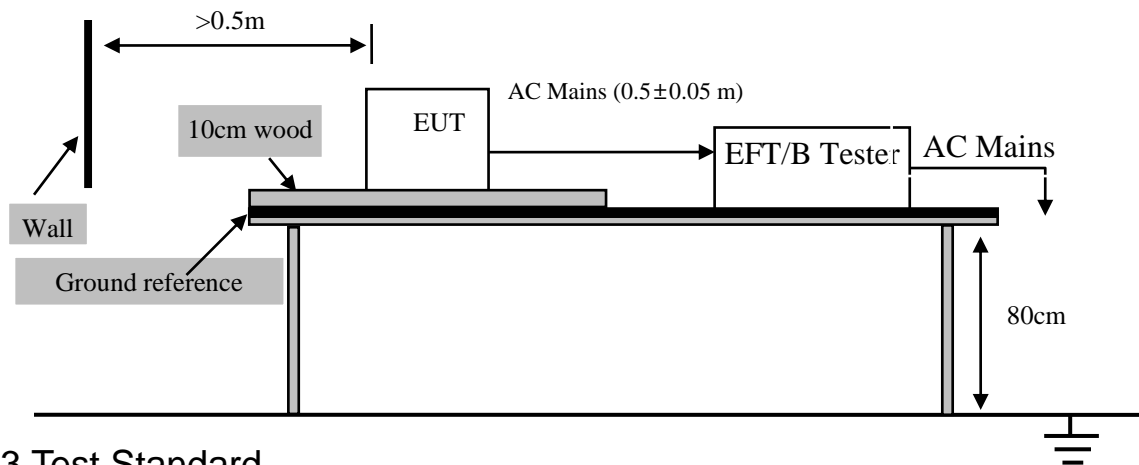 >0.5m
AC Mains (0.5±0.05 m)
EUT
10cm wood
EFT/B Tester
AC Mains
Wall
Ground reference
80cm
3 Test Standard